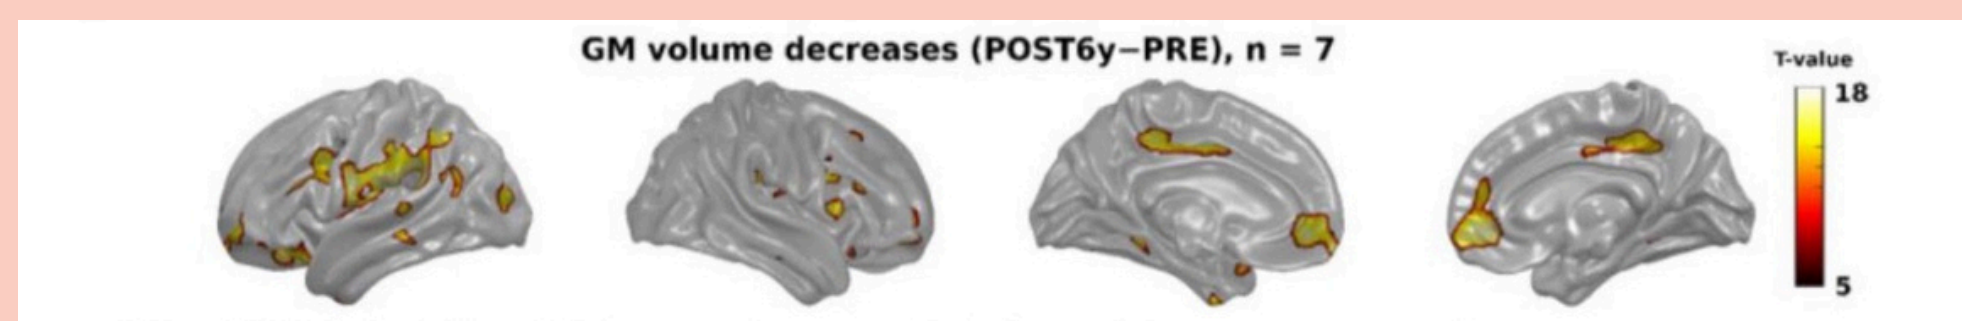 GM volume decreases (POST6y−PRE), n = 7
T-value
18
5